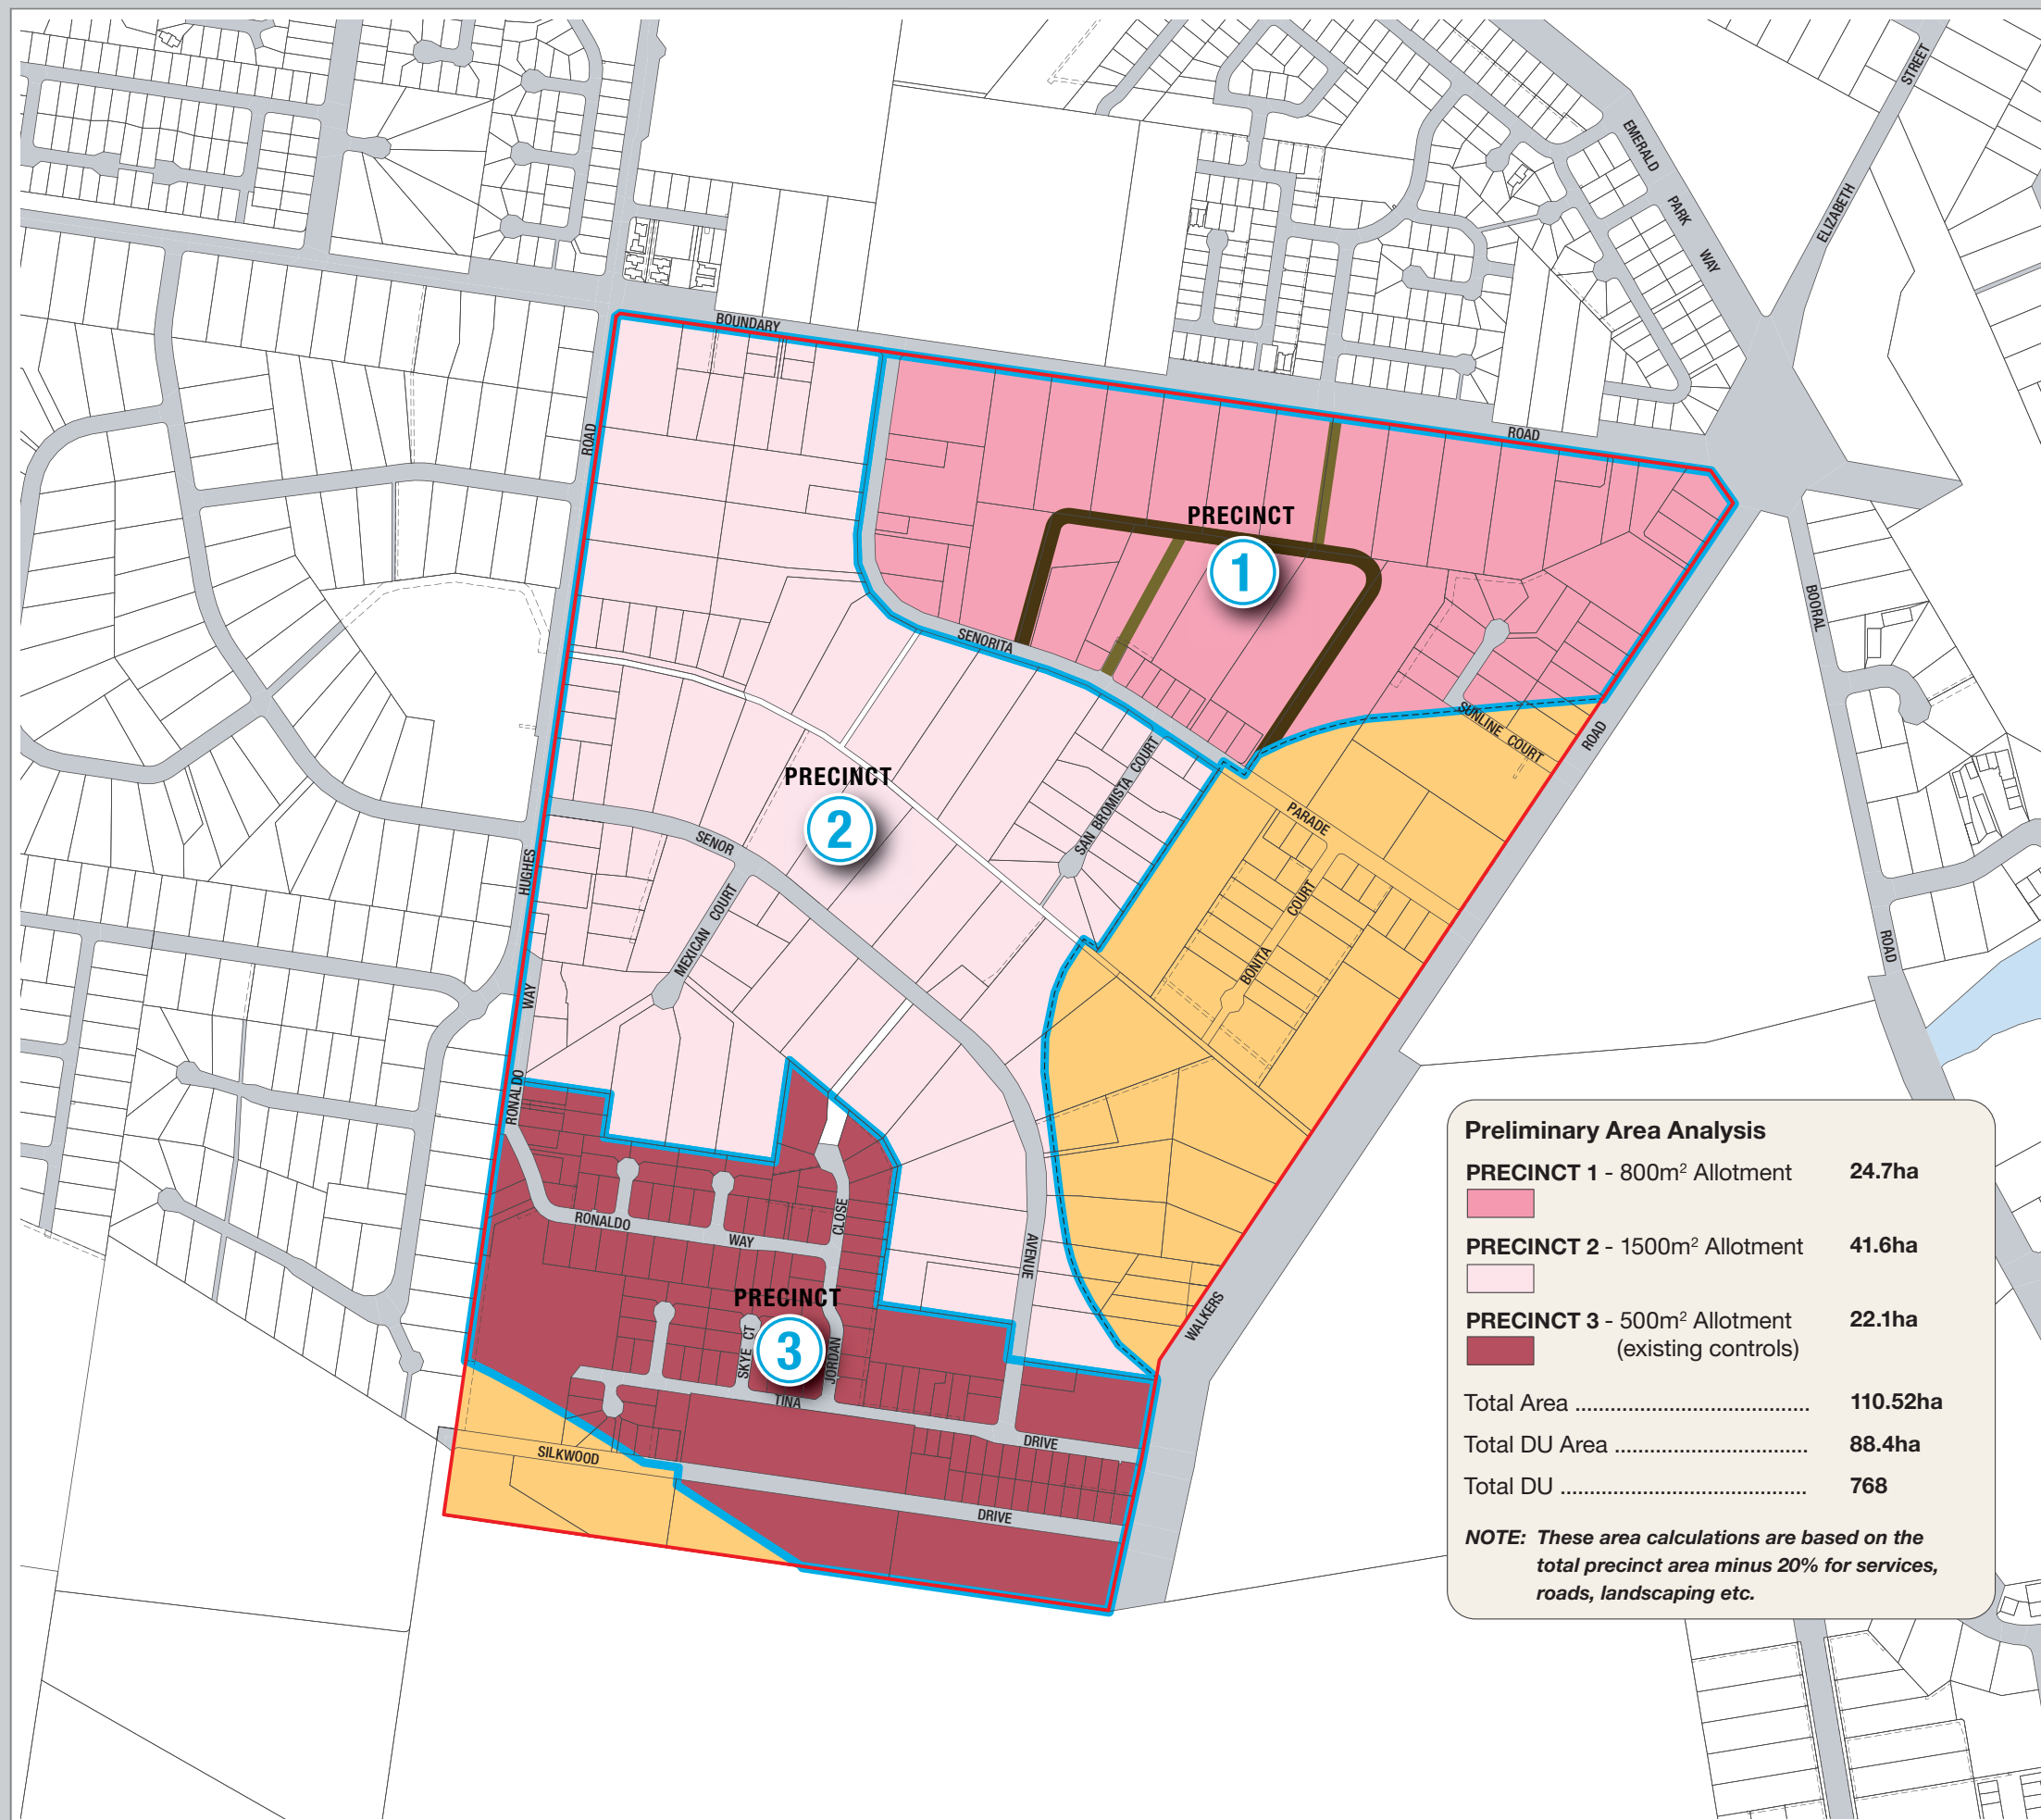 STREET
EMERALD
PARK
WAY
ELIZABETH
BOUNDARY
ROAD
ROAD
PRECINCT
1
BOORAL
SENORITA
SUNLINE COURT
ROAD
PRECINCT
2
SAN BROMISTA COURT
PARADE
SENOR
HUGHES
MEXICAN COURT
COURT
BONITA
ROAD
WAY
RONALDO
RONALDO
WAY
CLOSE
AVENUE
WALKERS
PRECINCT
3
SKYE CT
JORDAN
TINA
DRIVE
SILKWOOD
DRIVE
Preliminary Area Analysis
PRECINCT 1 - 800m² Allotment 24.7ha
PRECINCT 2 - 1500m² Allotment 41.6ha
PRECINCT 3 - 500m² Allotment 22.1ha
(existing controls)
Total Area .................................... 110.52ha
Total DU Area ................................. 88.4ha
Total DU .......................................... 768
NOTE: These area calculations are based on the
total precinct area minus 20% for services,
roads, landscaping etc.